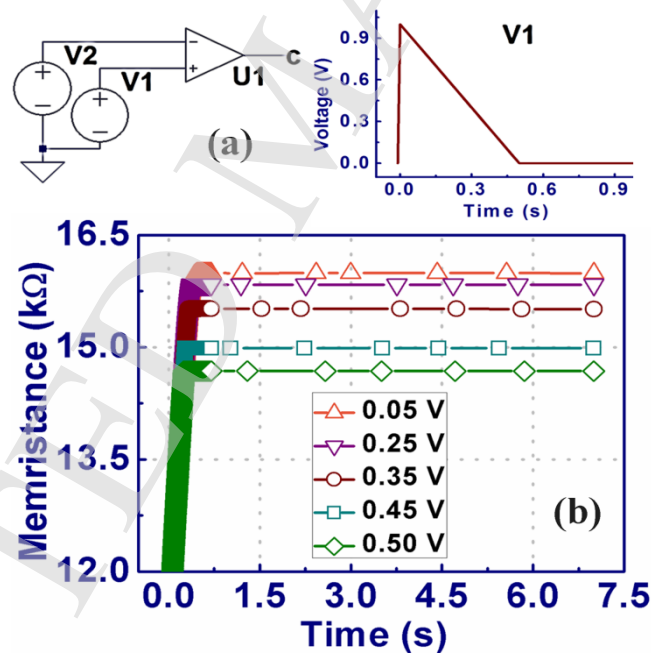 V2
V1
U1
C
(a)
V1
Voltage (V)
0.9
0.6
0.3
0.0
0.0 0.3 0.6 0.9
Time (s)
Memristance (kΩ)
16.5
15.0
13.5
12.0
0.05 V
0.25 V
0.35 V
0.45 V
0.50 V
(b)
0.0 1.5 3.0 4.5 6.0 7.5
Time (s)
TED MA